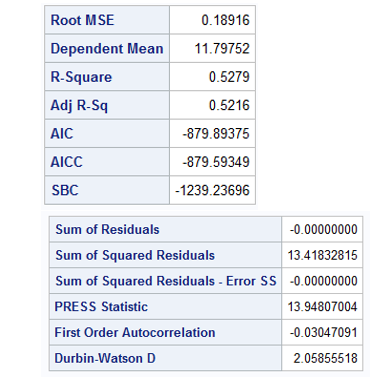 Root MSE 0.18916
Dependent Mean 11.79752
R-Square 0.5279
Adj R-Sq 0.5216
AIC -879.89375
AICC -879.59349
SBC -1239.23696
Sum of Residuals -0.00000000
Sum of Squared Residuals 13.41832815
Sum of Squared Residuals - Error SS -0.00000000
PRESS Statistic 13.94807004
First Order Autocorrelation -0.03047091
Durbin-Watson D 2.05855518